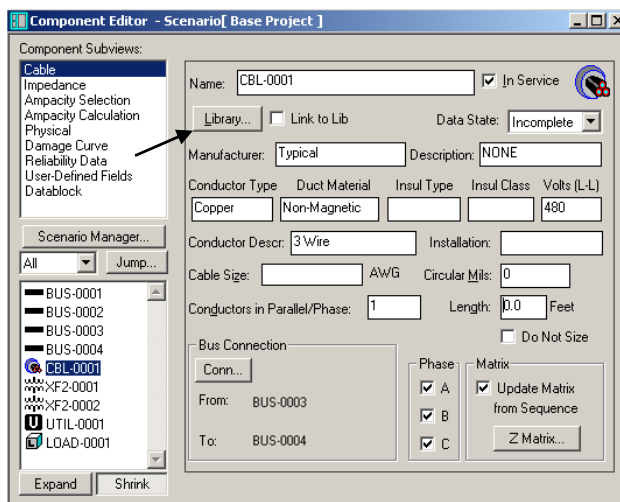 Component Editor - Scenario[ Base Project ]
Component Subviews:
Cable
Impedance
Ampacity Selection
Ampacity Calculation
Physical
Damage Curve
Reliability Data
User-Defined Fields
Datablock
Scenario Manager...
All Jump...
BUS-0001
BUS-0002
BUS-0003
BUS-0004
CBL-0001
XF2-0001
XF2-0002
U UTIL-0001
LOAD-0001
Expand Shrink
Name: CBL-0001 In Service
Library... Link to Lib Data State: Incomplete
Manufacturer: Typical Description: NONE
Conductor Type Duct Material Insul Type Insul Class Volts (L-L)
Copper Non-Magnetic 480
Conductor Descr: 3 Wire Installation:
Cable Size: AWG Circular Mils: 0
Conductors in Parallel/Phase: 1 Length: 0.0 Feet
Do Not Size
Bus Connection
Conn...
From: BUS-0003
To: BUS-0004
Phase
A
B
C
Matrix
Update Matrix
from Sequence
Z Matrix...